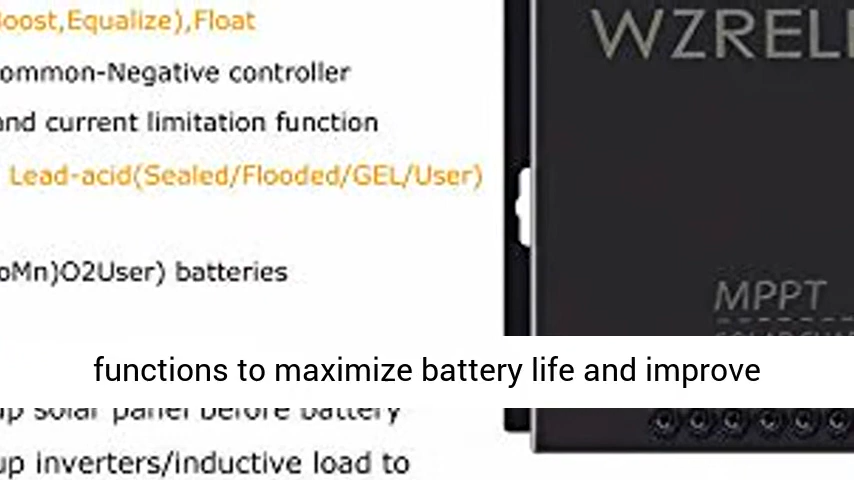 oost,Equalize),Float
WZREL
ommon-Negative controller
and current limitation function
Lead-acid(Sealed/Flooded/GEL/User)
oMn)O2User) batteries
MPPT
functions to maximize battery life and improve
up solar panel before battery
up inverters/inductive load to